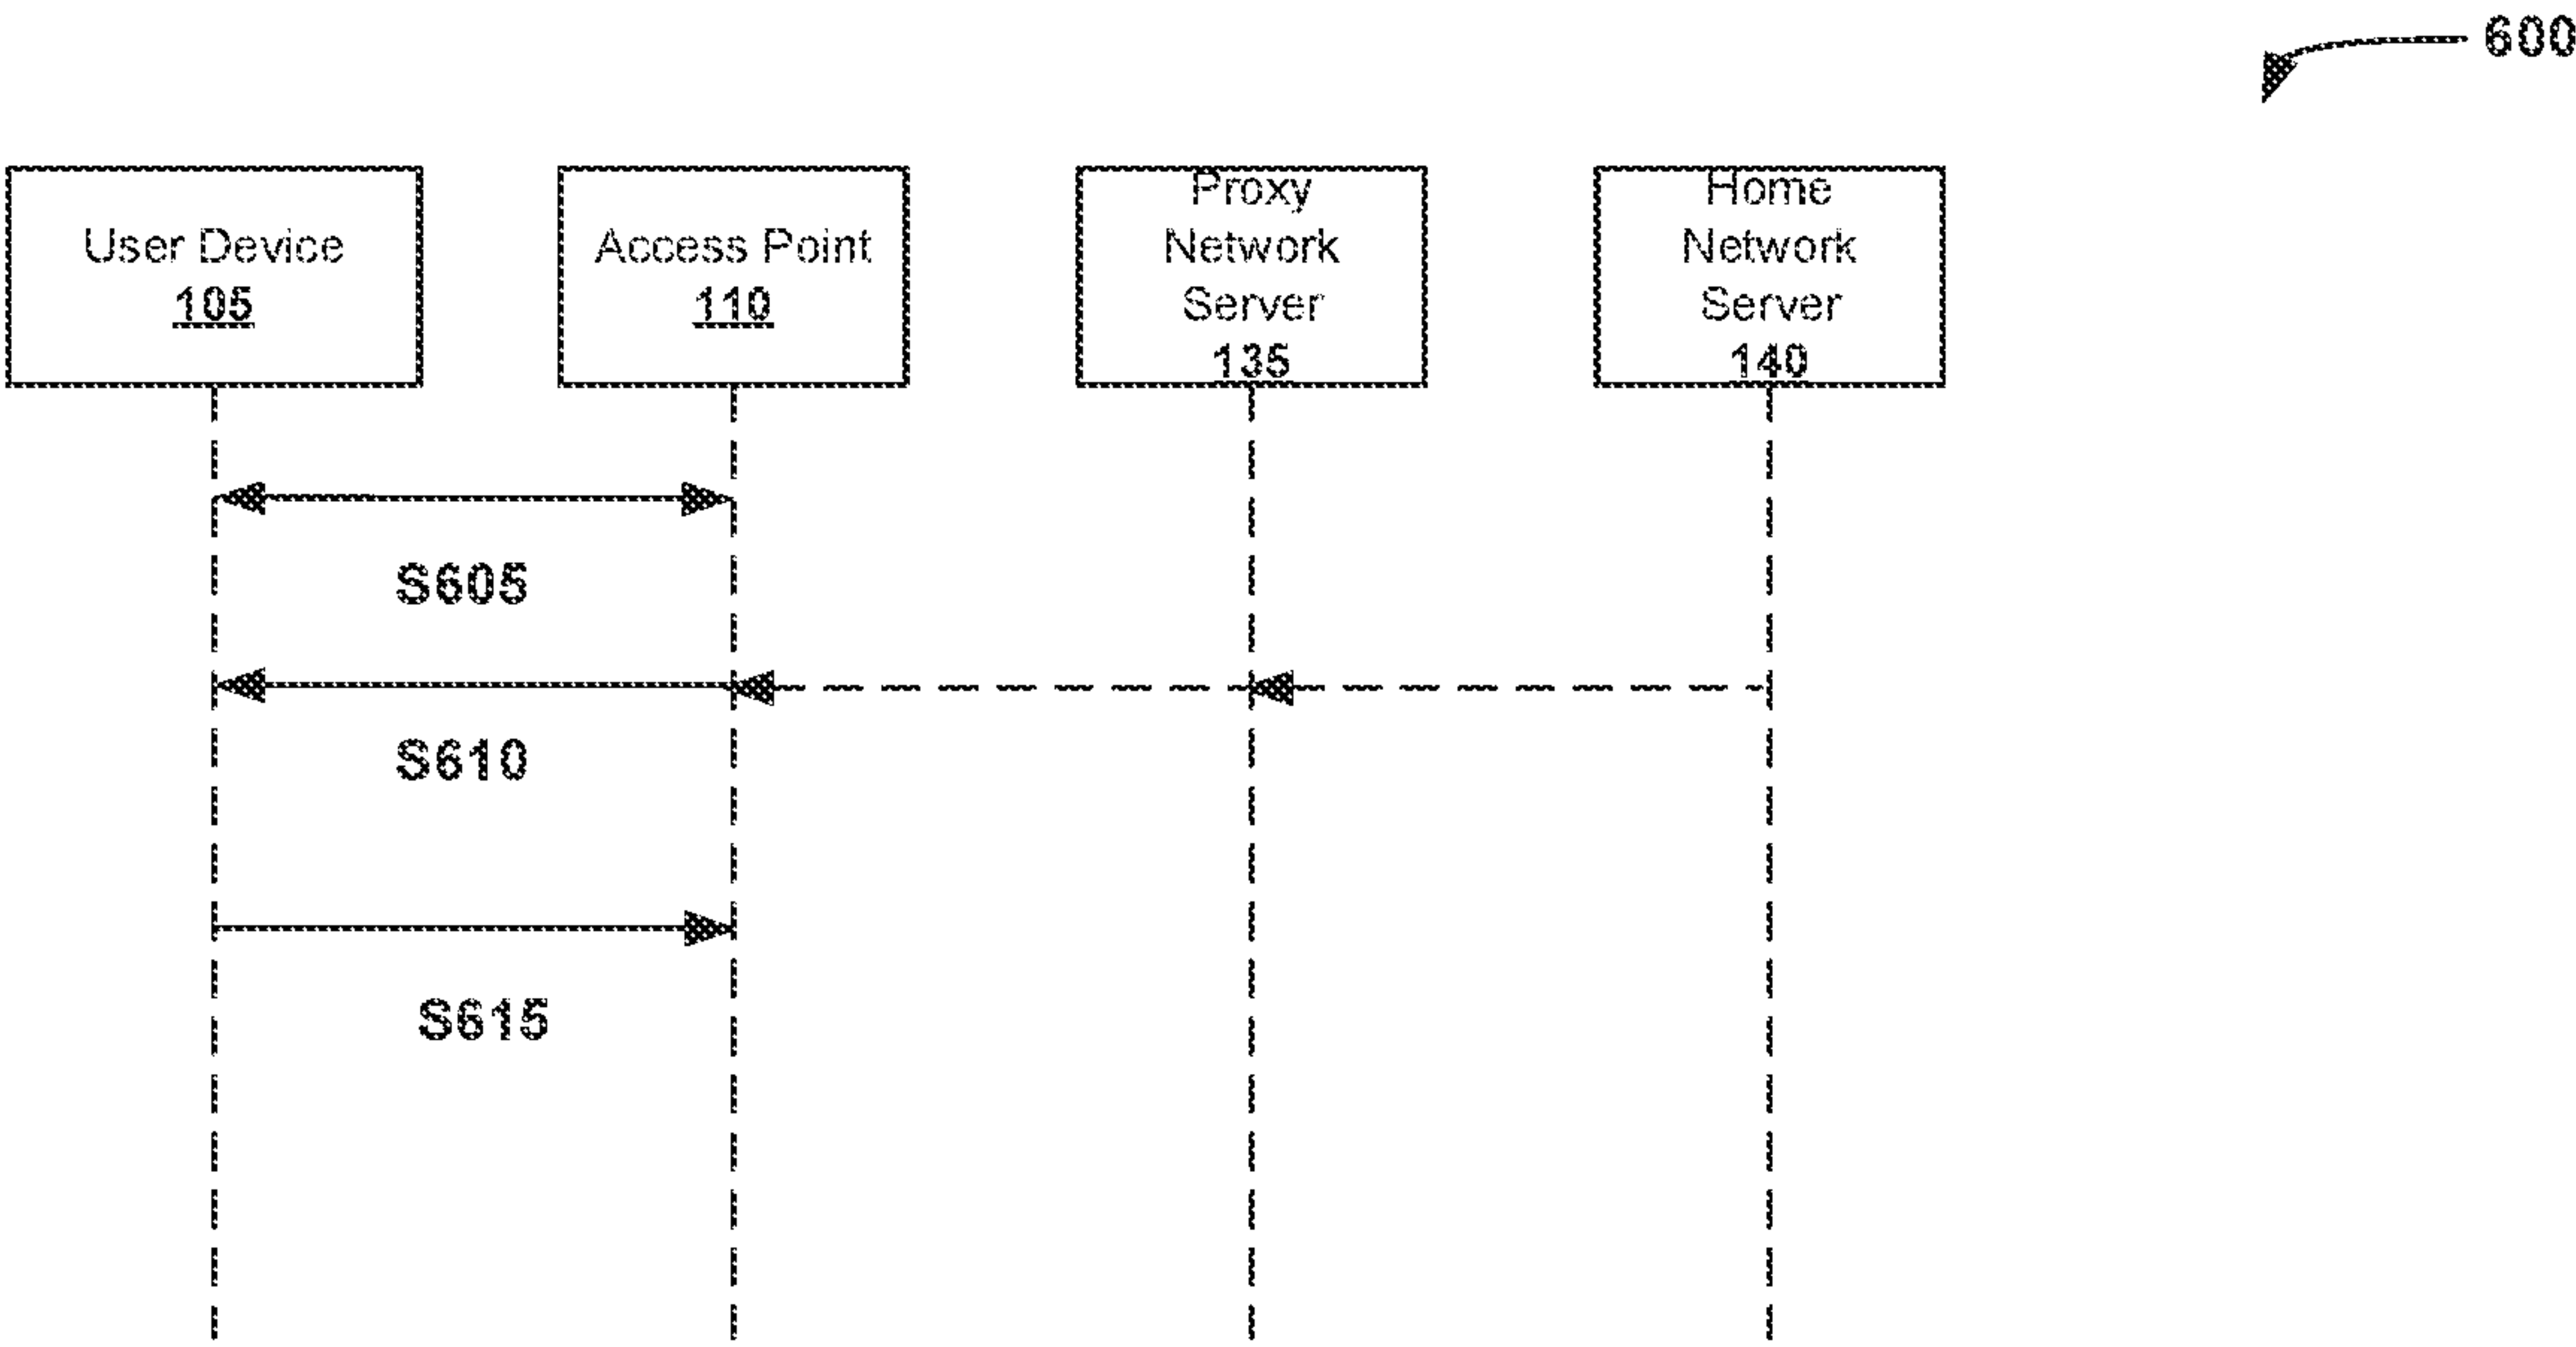 600
User Device
105
Access Point
110
Proxy
Network
Server
135
Home
Network
Server
140
S605
S610
S615